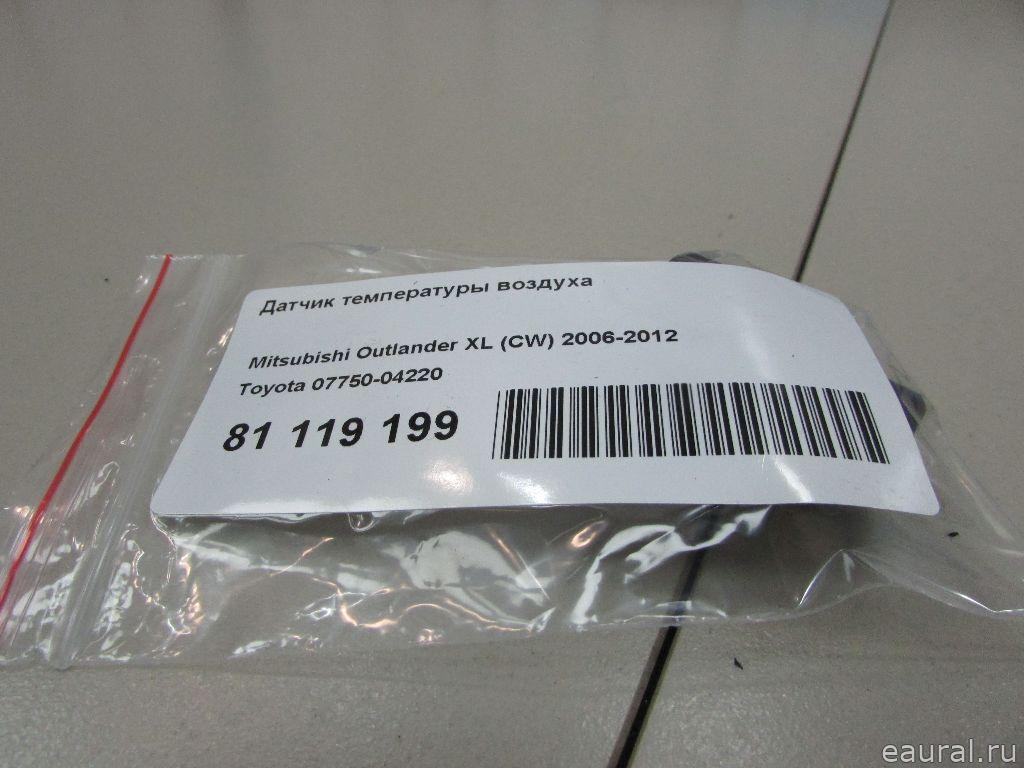 Датчик температуры воздуха
Mitsubishi Outlander XL (CW) 2006-2012
Toyota 07750-04220
81 119 199
eaural.ru